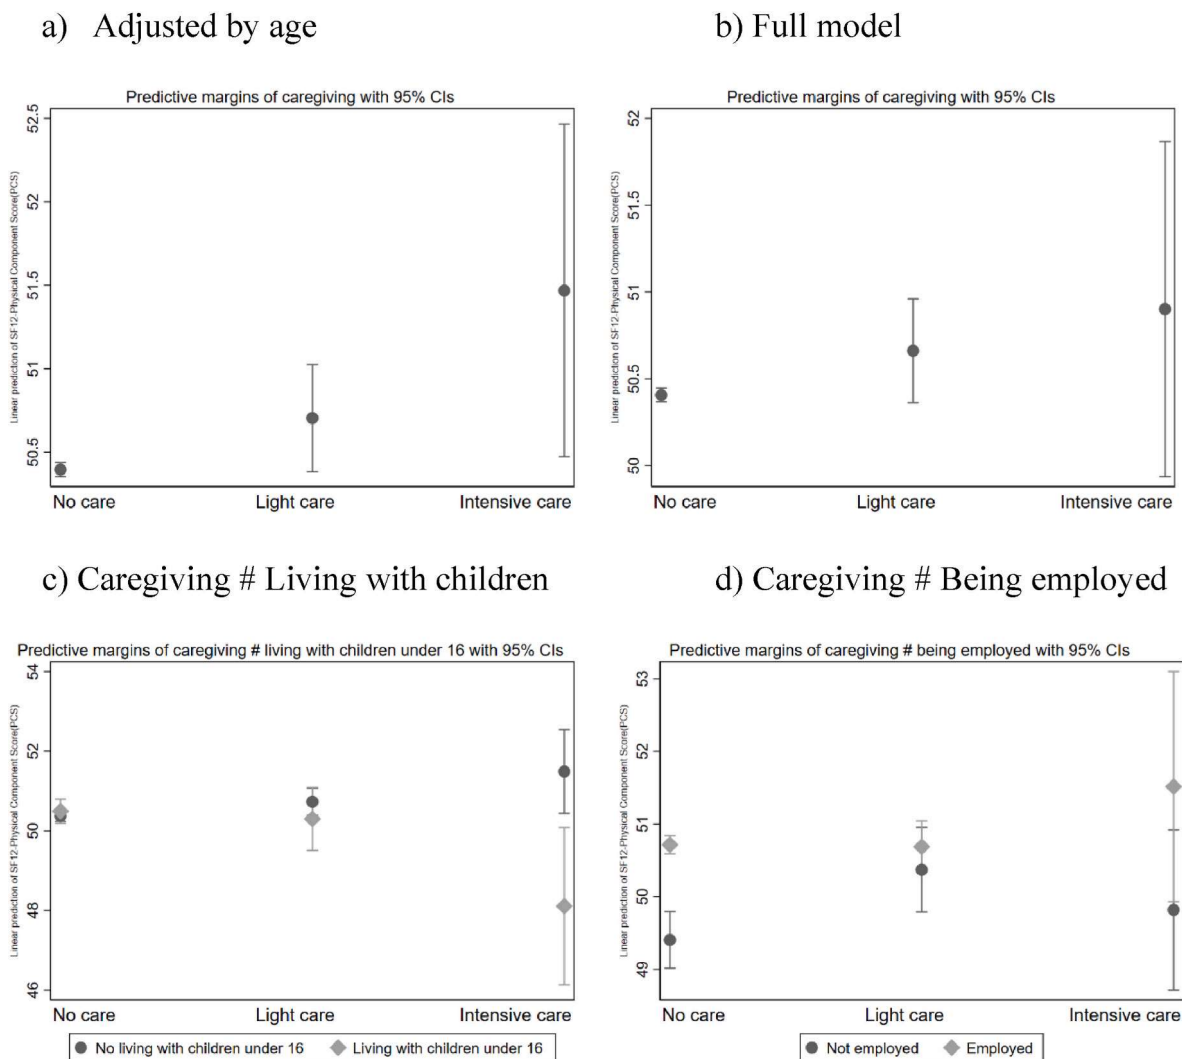 a) Adjusted by age
b) Full model
Predictive margins of caregiving with 95% CIs
Linear prediction of SF12-Physical Component Score(PCS)
52.5
52
51.5
51
50.5
No care
Light care
Intensive care
Predictive margins of caregiving with 95% CIs
Linear prediction of SF12-Physical Component Score(PCS)
52
51.5
51
50.5
50
No care
Light care
Intensive care
c) Caregiving # Living with children
d) Caregiving # Being employed
Predictive margins of caregiving # living with children under 16 with 95% CIs
Linear prediction of SF12-Physical Component Score(PCS)
54
52
50
48
46
No care
Light care
Intensive care
No living with children under 16
Living with children under 16
Predictive margins of caregiving # being employed with 95% CIs
Linear prediction of SF12-Physical Component Score(PCS)
53
52
51
50
49
No care
Light care
Intensive care
Not employed
Employed